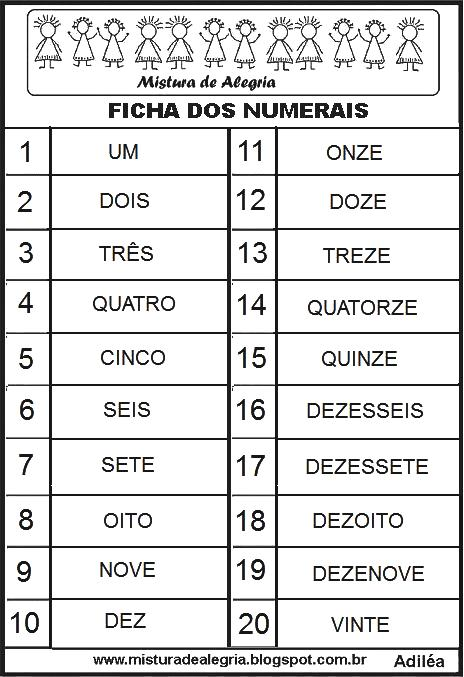 Mistura de Alegria
FICHA DOS NUMERAIS
1 UM 11 ONZE
2 DOIS 12 DOZE
3 TRÊS 13 TREZE
4 QUATRO 14 QUATORZE
5 CINCO 15 QUINZE
6 SEIS 16 DEZESSEIS
7 SETE 17 DEZESSETE
8 OITO 18 DEZOITO
9 NOVE 19 DEZENOVE
10 DEZ 20 VINTE
www.misturadealegria.blogspot.com.br Adiléa